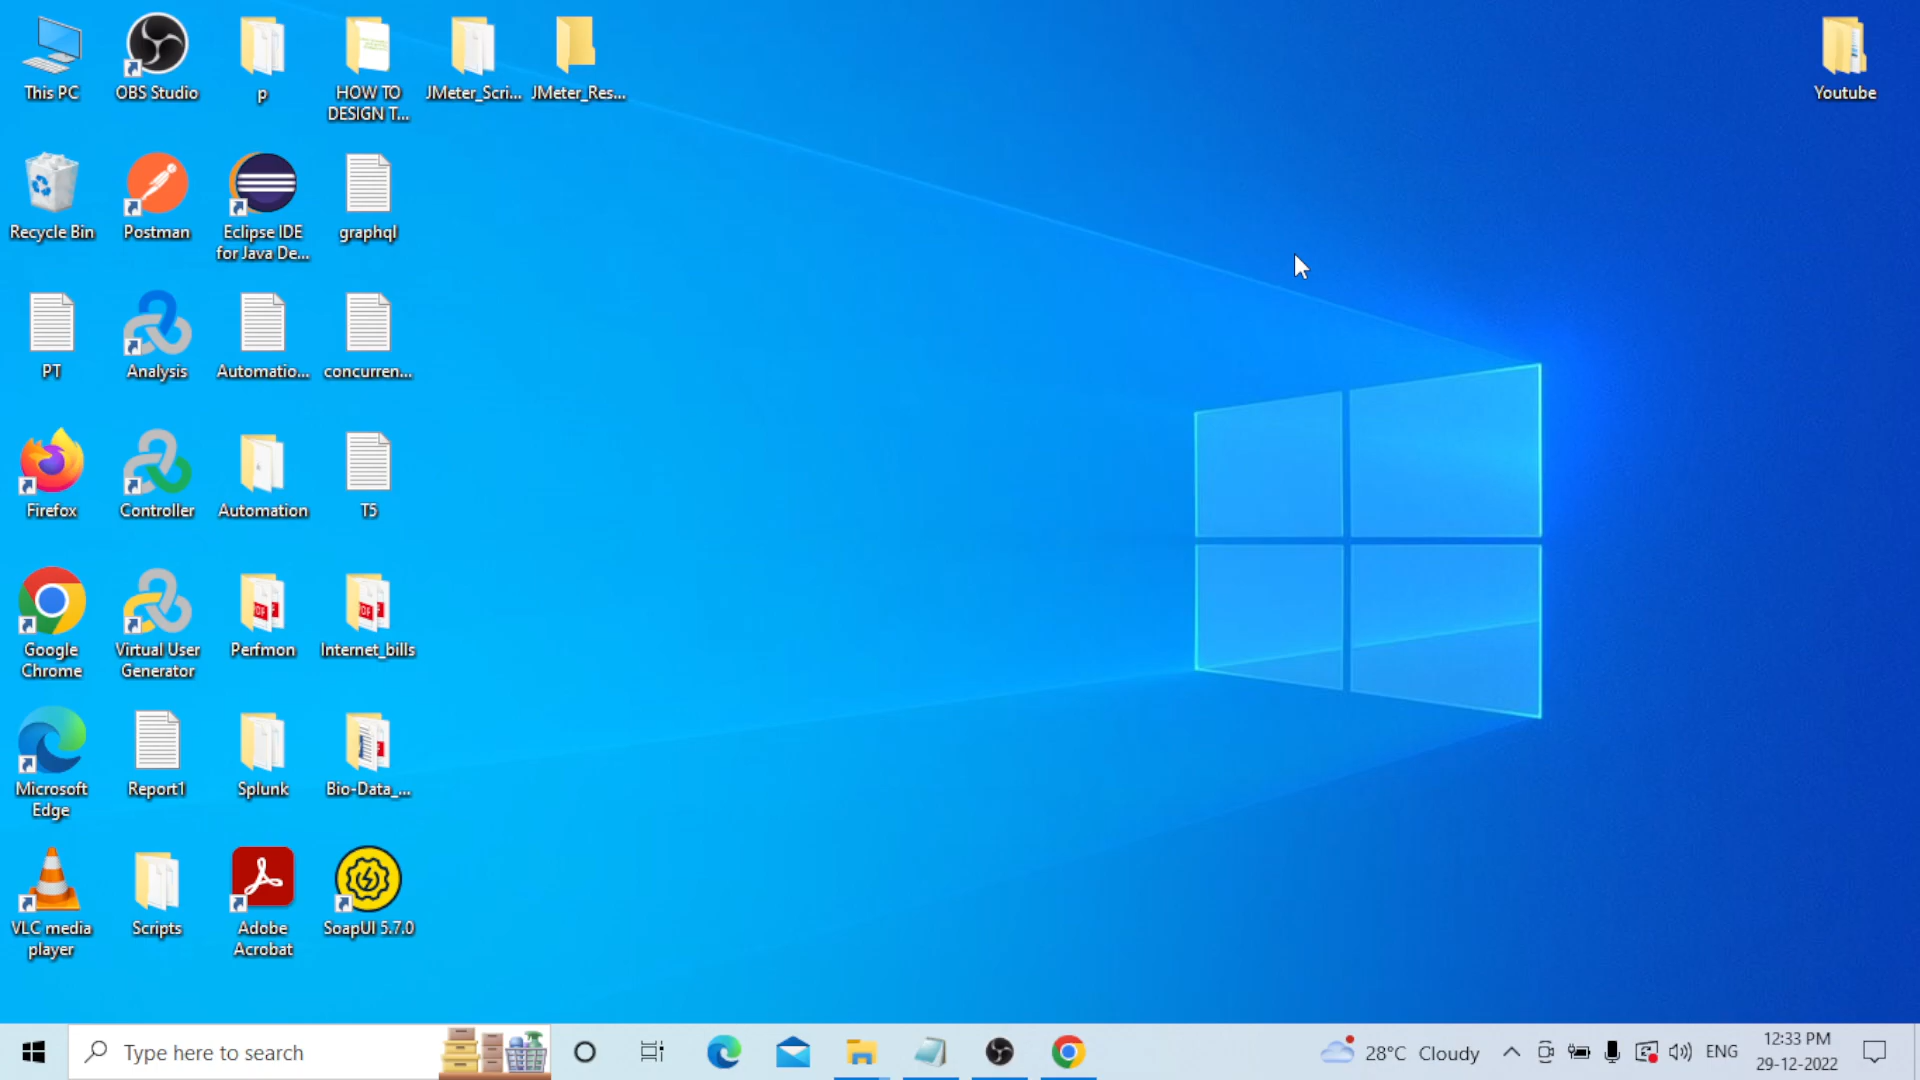 This PC
OBS Studio
p
HOW TO
DESIGN T...
JMeter_Scri...
JMeter_Res...
Youtube
Recycle Bin
Postman
Eclipse IDE
for Java De...
graphql
PT
Analysis
Automatio...
concurren...
Firefox
Controller
Automation
T5
Google
Chrome
Virtual User
Generator
Perfmon
Internet_bills
Microsoft
Edge
Report1
Splunk
Bio-Data_...
VLC media
player
Scripts
Adobe
Acrobat
SoapUI 5.7.0
Type here to search
28°C Cloudy
ENG
12:33 PM
29-12-2022